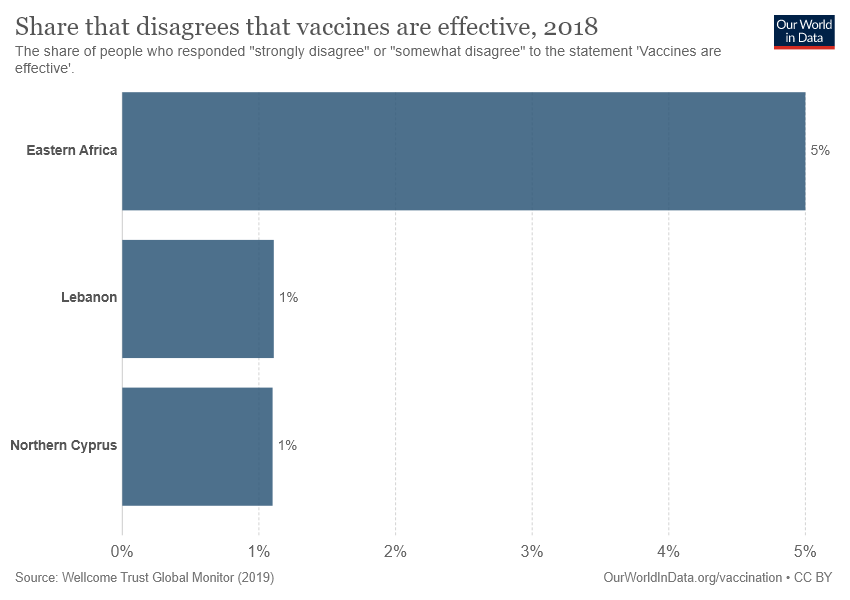 Share that disagrees that vaccines are effective, 2018
Our World
in Data
The share of people who responded "strongly disagree" or "somewhat disagree" to the statement 'Vaccines are
effective'.
Eastern Africa
5%
Lebanon
1%
Northern Cyprus
1%
0%
1%
2%
3%
4%
5%
Source: Wellcome Trust Global Monitor (2019)
OurWorldInData.org/vaccination • CC BY